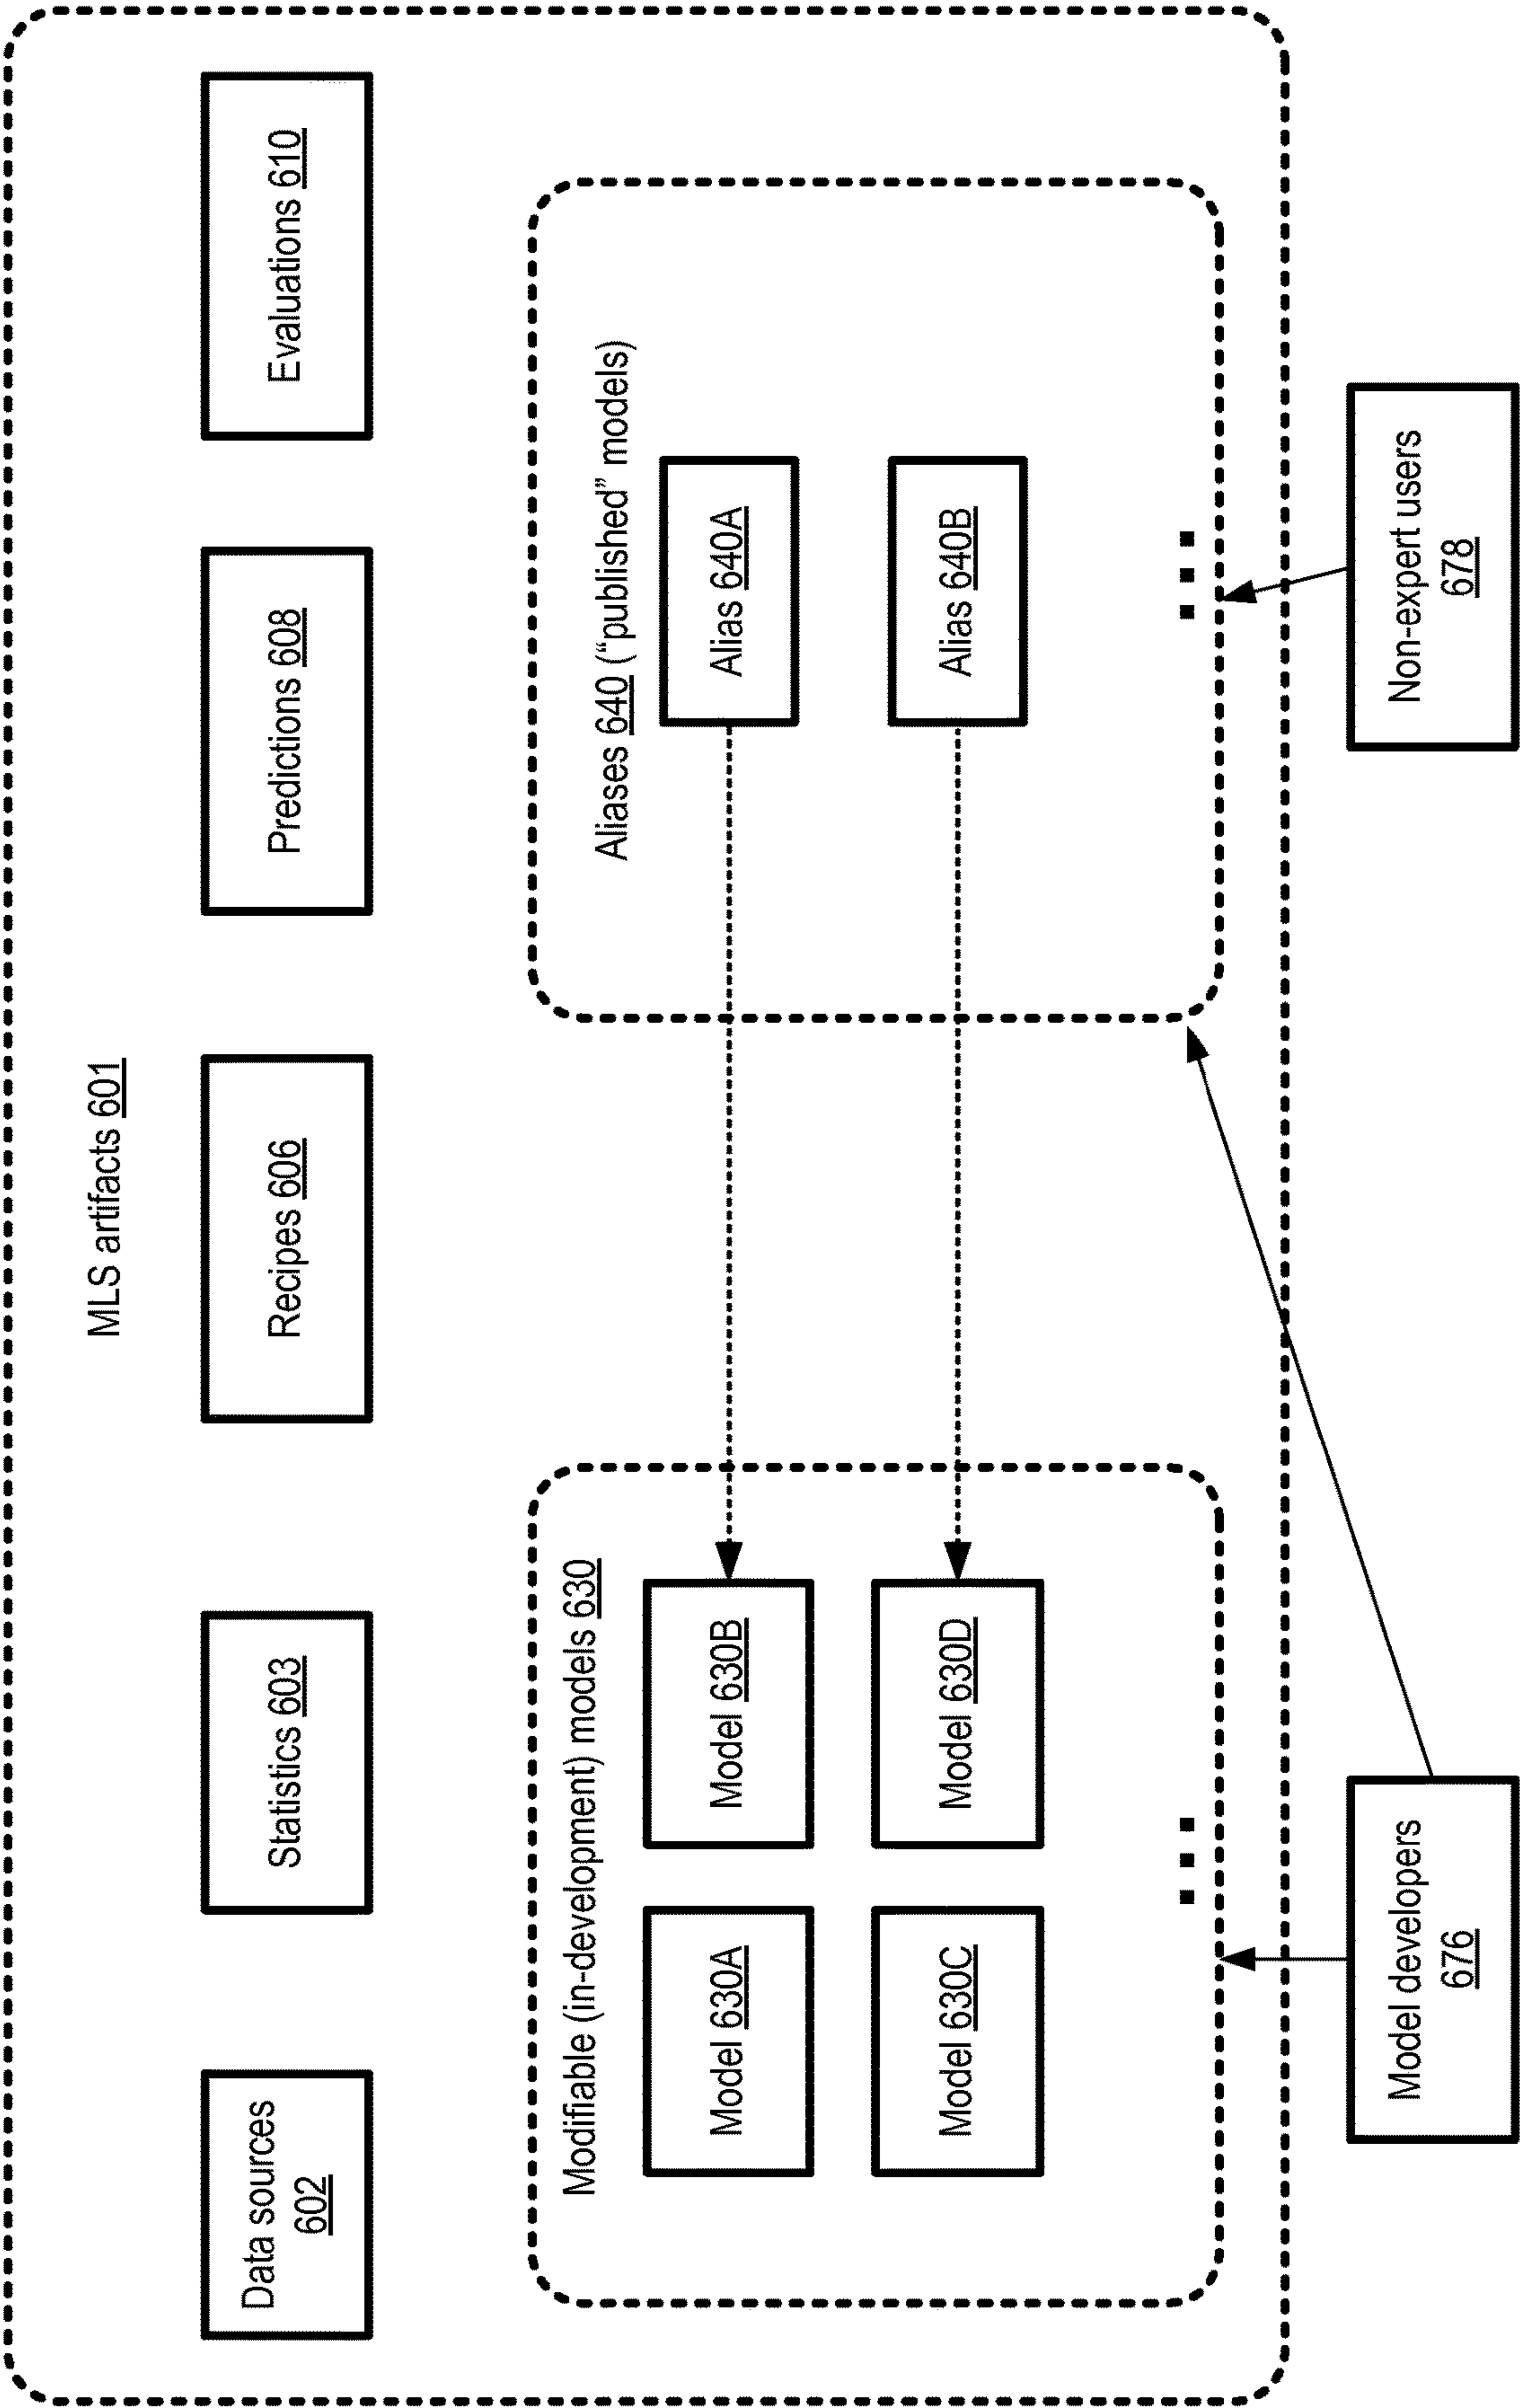 MLS artifacts 601
Data sources
602
Statistics 603
Recipes 606
Predictions 608
Evaluations 610
Modifiable (in-development) models 630
Model 630A
Model 630B
Model 630C
Model 630D
Aliases 640 (“published” models)
Alias 640A
Alias 640B
Model developers
676
Non-expert users
678